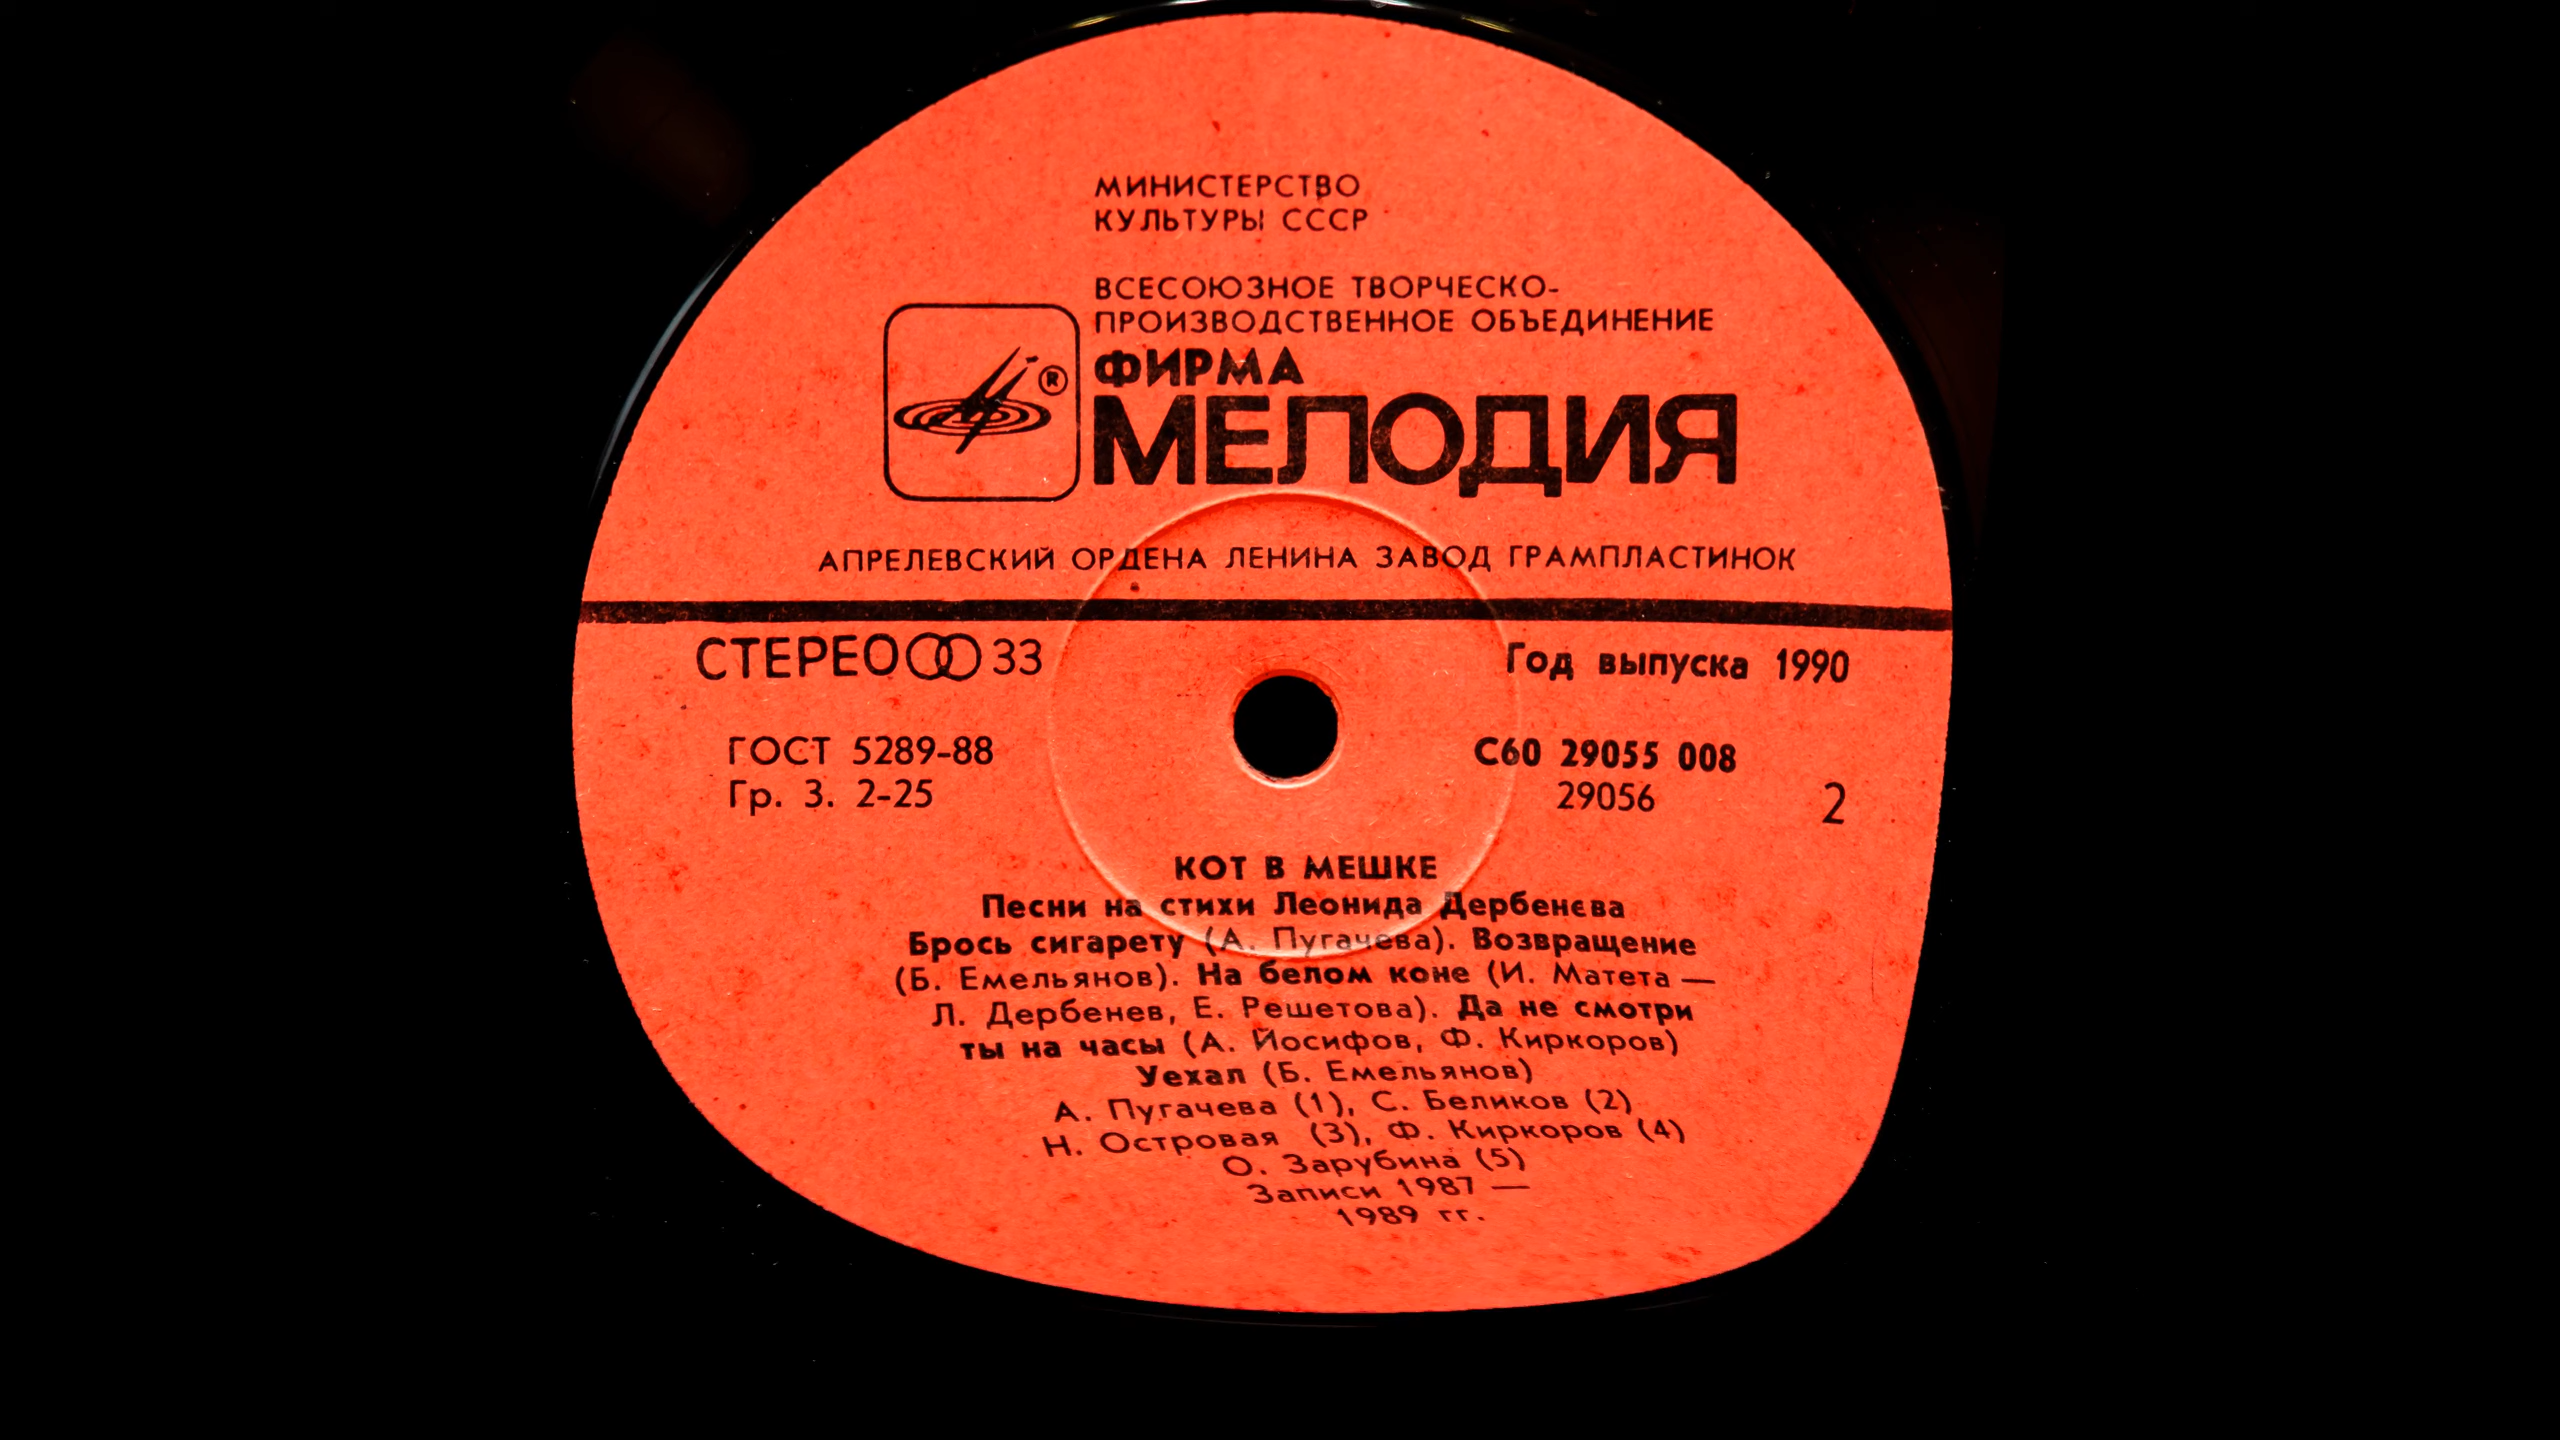 МИНИСТЕРСТВО
КУЛЬТУРЫ СССР
ВСЕСОЮЗНОЕ ТВОРЧЕСКО-
ПРОИЗВОДСТВЕННОЕ ОБЪЕДИНЕНИЕ
ФИРМА
®
МЕЛОДИЯ
АПРЕЛЕВСКИЙ ОРДЕНА ЛЕНИНА ЗАВОД ГРАМПЛАСТИНОК
СТЕРЕО 33
Год выпуска 1990
ГОСТ 5289-88
Гр. 3. 2-25
С60 29055 008
29056
2
КОТ В МЕШКЕ
Песни на стихи Леонида Дербенева
Брось сигарету (А. Пугачева). Возвращение
(Б. Емельянов). На белом коне (И. Матета —
Л. Дербенев, Е. Решетова). Да не смотри
ты на часы (А. Йосифов, Ф. Киркоров)
Уехал (Б. Емельянов)
А. Пугачева (1), С. Беликов (2)
Н. Островая (3), Ф. Киркоров (4)
О. Зарубина (5)
Записи 1987 —
1989 гг.